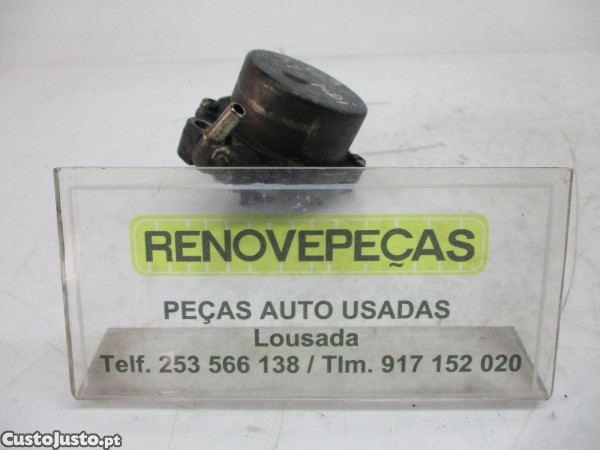 RENOVEPEÇAS
PEÇAS AUTO USADAS
Lousada
Telf. 253 566 138 / Tlm. 917 152 020
CustoJusto.pt